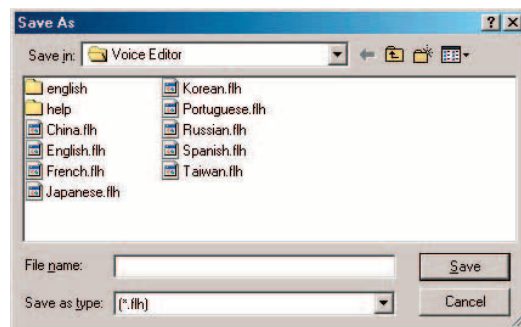 Save As
Save in: Voice Editor
english
help
China.flh
English.flh
French.flh
Japanese.flh
Korean.flh
Portuguese.flh
Russian.flh
Spanish.flh
Taiwan.flh
File name:
Save
Save as type: (*.flh)
Cancel